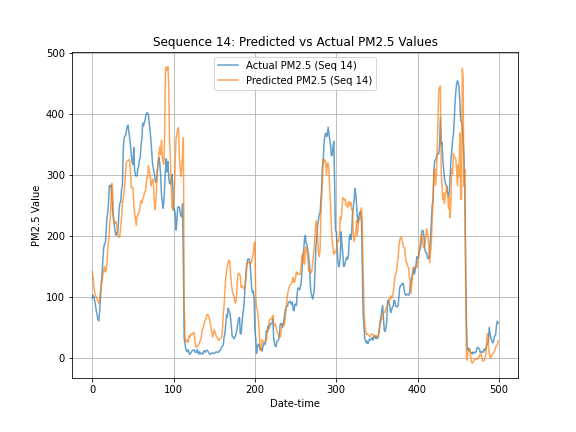 Sequence 14: Predicted vs Actual PM2.5 Values
Actual PM2.5 (Seq 14)
Predicted PM2.5 (Seq 14)
PM2.5 Value
500
400
300
200
100
0
0 100 200 300 400 500
Date-time